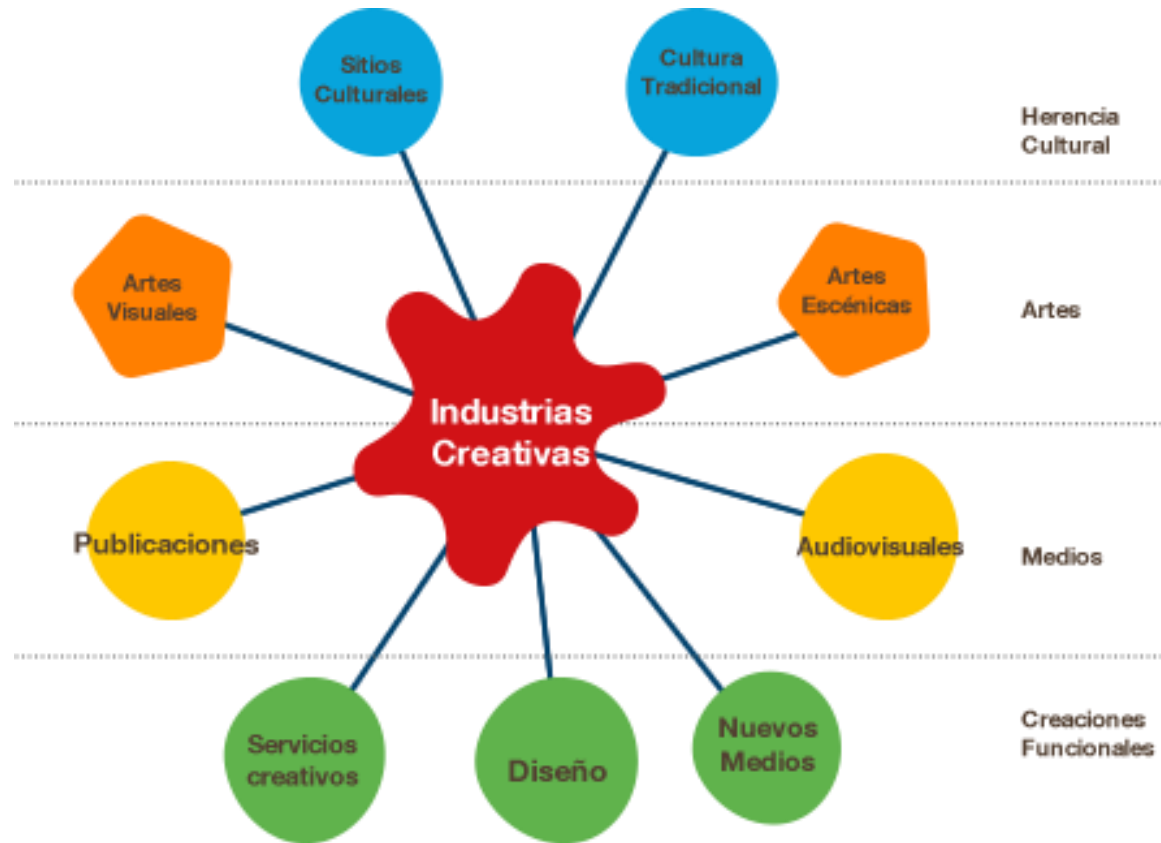 Sitios
Culturales
Cultura
Tradicional
Herencia
Cultural
Artes
Visuales
Artes
Escénicas
Artes
Industrias
Creativas
Publicaciones
Audiovisuales
Medios
Servicios
creativos
Diseño
Nuevos
Medios
Creaciones
Funcionales